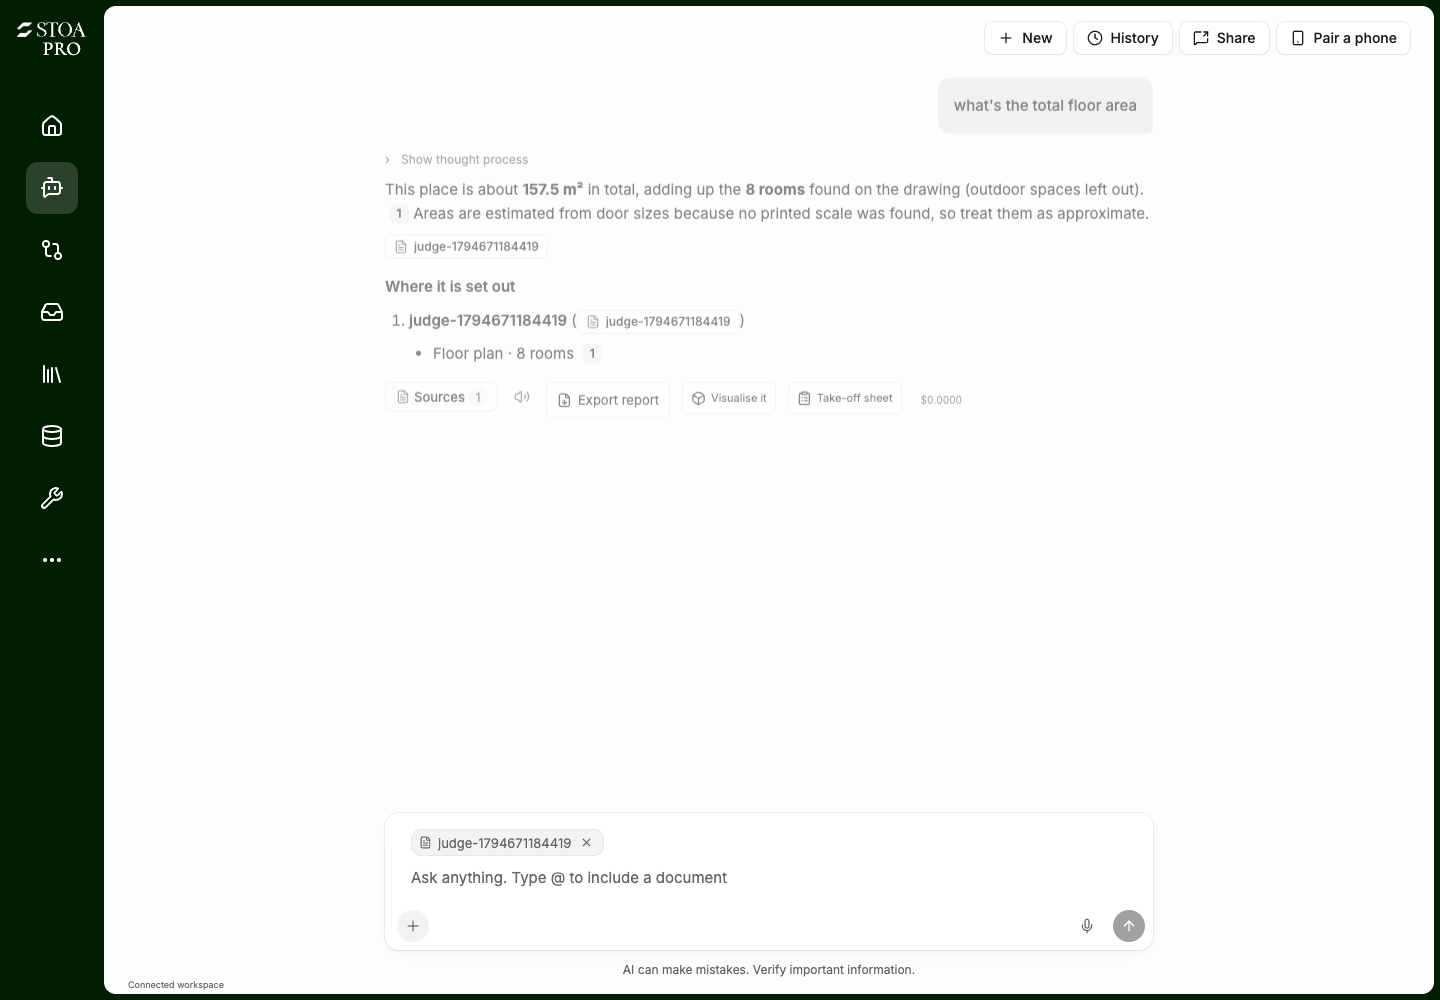 STOA
PRO
New
History
Share
Pair a phone
what's the total floor area
› Show thought process
This place is about 157.5 m² in total, adding up the 8 rooms found on the drawing (outdoor spaces left out).
1 Areas are estimated from door sizes because no printed scale was found, so treat them as approximate.
judge-1794671184419
Where it is set out
1. judge-1794671184419 ( judge-1794671184419 )
• Floor plan · 8 rooms 1
Sources 1
Export report
Visualise it
Take-off sheet
$0.0000
judge-1794671184419 ×
Ask anything. Type @ to include a document
AI can make mistakes. Verify important information.
Connected workspace